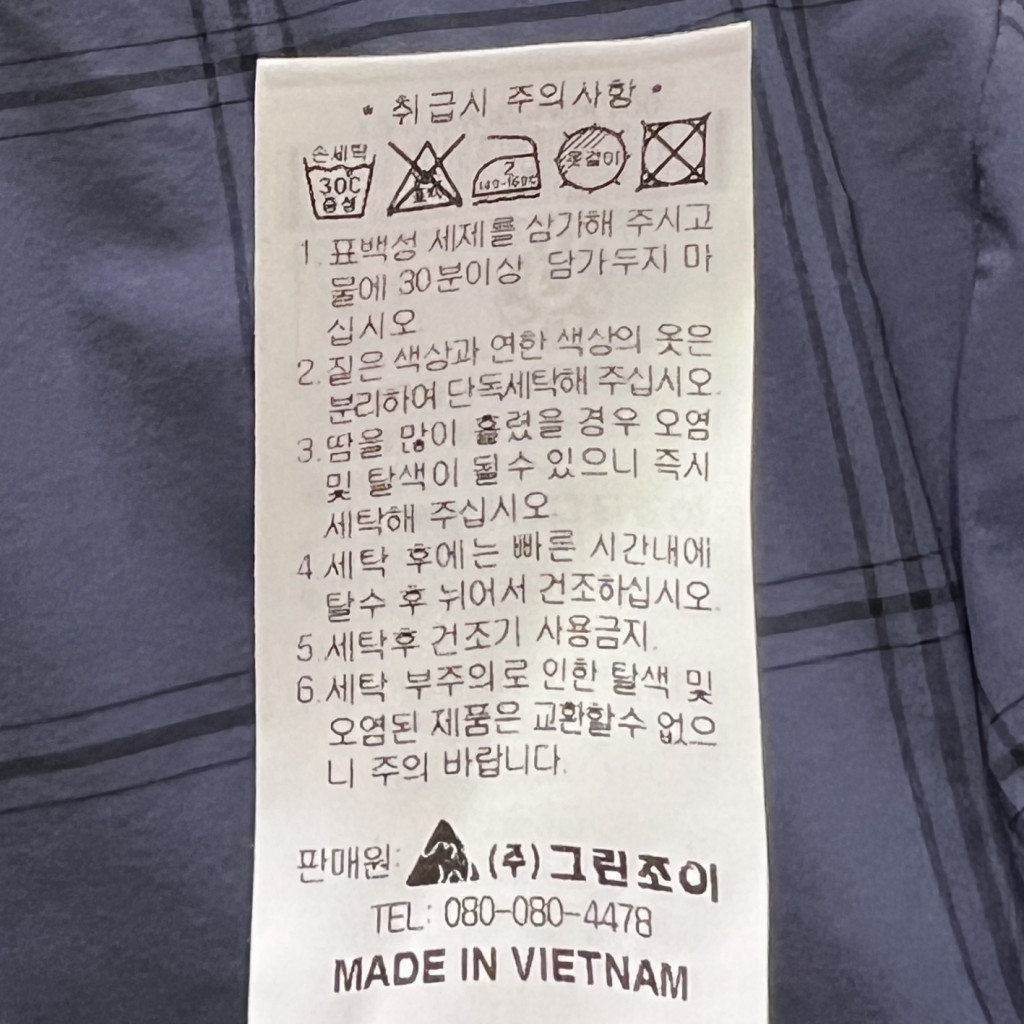 * 취급시 주의사항 *
손세탁
30℃
중성
2
140-160℃
옷걸이
1. 표백성 세제를 삼가해 주시고
물에 30분이상 담가두지 마
십시오
2. 짙은 색상과 연한 색상의 옷은
분리하여 단독세탁해 주십시오.
3. 땀을 많이 흘렸을 경우 오염
및 탈색이 될수 있으니 즉시
세탁해 주십시오.
4 세탁 후에는 빠른 시간내에
탈수 후 뉘어서 건조하십시오.
5 세탁후 건조기 사용금지.
6. 세탁 부주의로 인한 탈색 및
오염된 제품은 교환할수 없으
니 주의 바랍니다.
판매원: (주)그린조이
TEL: 080-080-4478
MADE IN VIETNAM